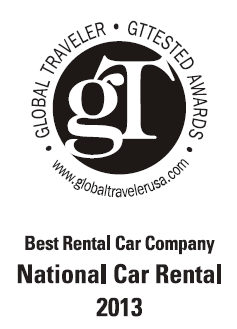 GLOBAL TRAVELER • GTTESTED AWARDS •
gT
www.globaltravelerusa.com
Best Rental Car Company
National Car Rental
2013